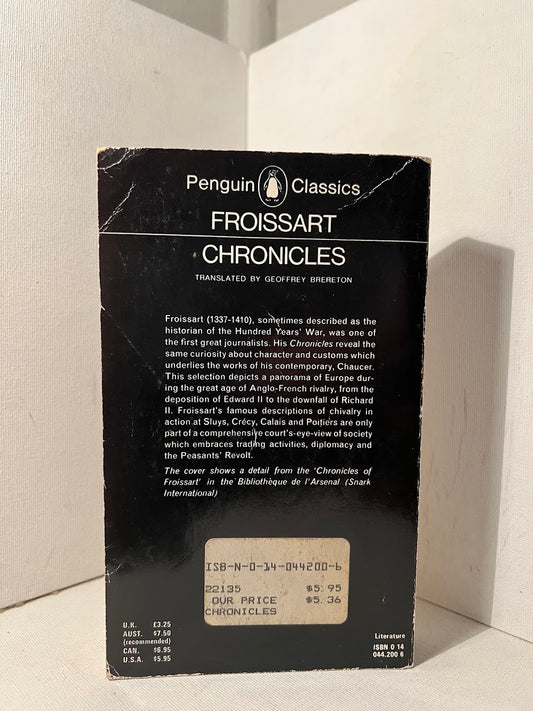 Penguin Classics
FROISSART
CHRONICLES
TRANSLATED BY GEOFFREY BRERETON
Froissart (1337-1410), sometimes described as the
historian of the Hundred Years' War, was one of
the first great journalists. His Chronicles reveal the
same curiosity about character and customs which
underlies the works of his contemporary, Chaucer.
This selection depicts a panorama of Europe dur-
ing the great age of Anglo-French rivalry, from the
deposition of Edward II to the downfall of Richard
II. Froissart's famous descriptions of chivalry in
action at Sluys, Crécy, Calais and Poitiers are only
part of a comprehensive court's-eye-view of society
which embraces trading activities, diplomacy and
the Peasants' Revolt.
The cover shows a detail from the 'Chronicles of
Froissart' in the Bibliothèque de l'Arsenal (Snark
International)
ISB-N-0-14-044200-6
22135 $5.95
OUR PRICE $5.36
CHRONICLES
U.K. £3.25
AUST. $7.50
(recommended)
CAN. $6.95
U.S.A. $5.95
Literature
ISBN 0 14
044.200 6